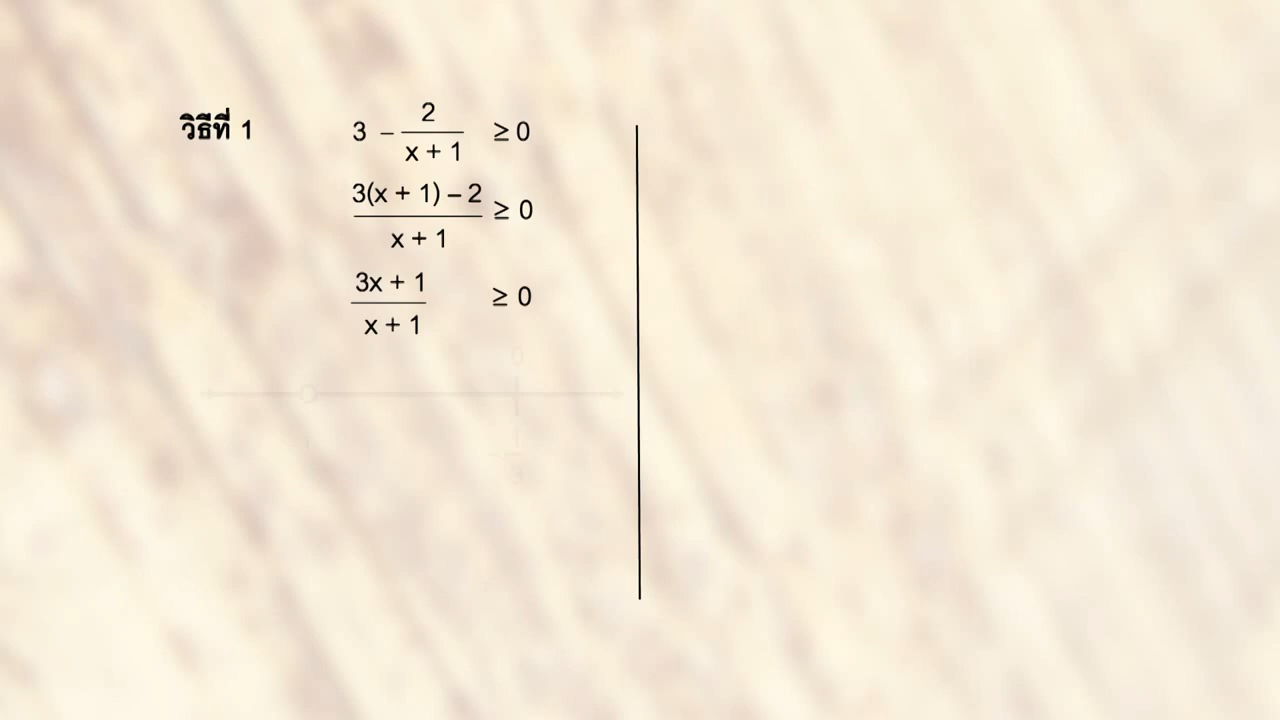 วิธีที่ 1 3 – 2/(x + 1) ≥ 0
(3(x + 1) – 2)/(x + 1) ≥ 0
(3x + 1)/(x + 1) ≥ 0